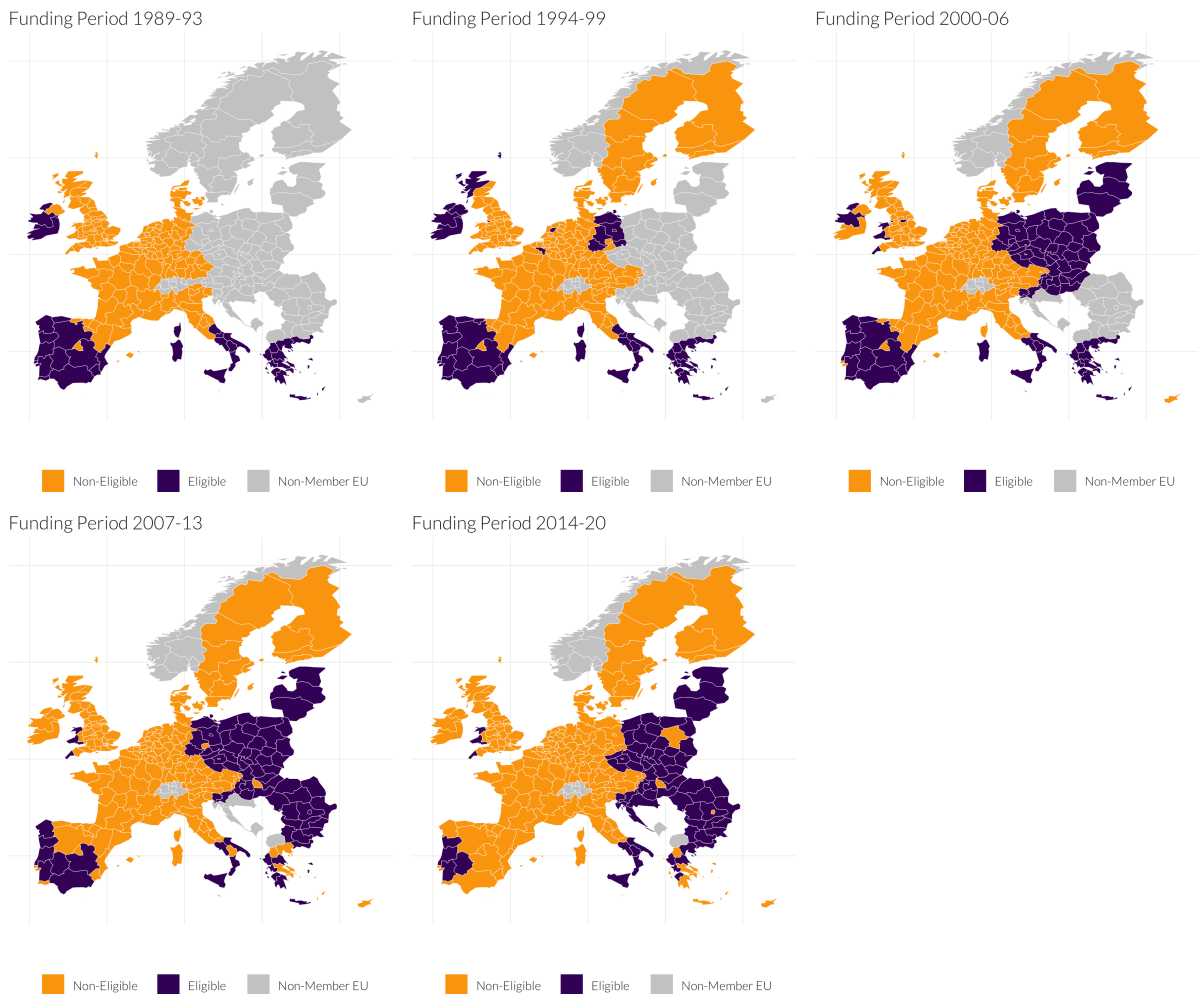 Funding Period 1989-93
Funding Period 1994-99
Funding Period 2000-06
Non-Eligible Eligible Non-Member EU
Non-Eligible Eligible Non-Member EU
Non-Eligible Eligible Non-Member EU
Funding Period 2007-13
Funding Period 2014-20
Non-Eligible Eligible Non-Member EU
Non-Eligible Eligible Non-Member EU